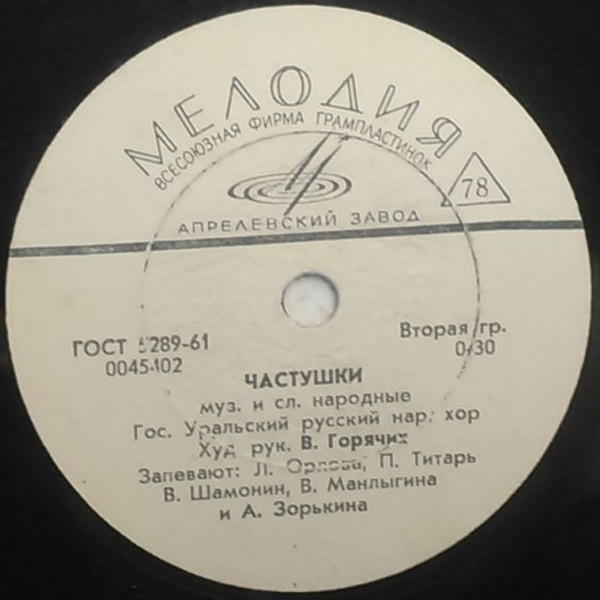 МЕЛОДИЯ
ВСЕСОЮЗНАЯ ФИРМА ГРАМПЛАСТИНОК
78
АПРЕЛЕВСКИЙ ЗАВОД
ГОСТ 5289-61
0045402
Вторая гр.
0-30
ЧАСТУШКИ
муз. и сл. народные
Гос. Уральский русский нар. хор
Худ рук. В. Горячих
Запевают: Л. Орлова, П. Титарь
В. Шамонин, В. Манлыгина
и А. Зорькина